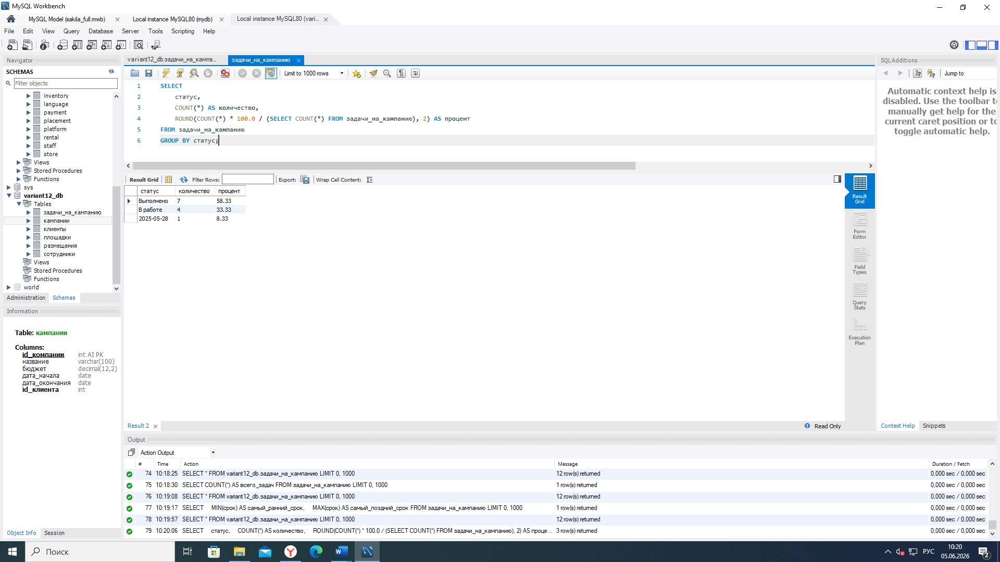 MySQL Workbench
MySQL Model (sakila_full.mwb)
Local instance MySQL80 (mydb)
Local instance MySQL80 (vari...
File Edit View Query Database Server Tools Scripting Help
Navigator
SCHEMAS
Filter objects
inventory
language
payment
placement
platform
rental
staff
store
Views
Stored Procedures
Functions
sys
variant12_db
Tables
задачи_на_кампанию
кампании
клиенты
площадки
размещения
сотрудники
Views
Stored Procedures
Functions
world
Administration Schemas
Information
Table: кампании
Columns:
id_компании int AI PK
название varchar(100)
бюджет decimal(12,2)
дата_начала date
дата_окончания date
id_клиента int
Object Info Session
variant12_db.задачи_на_кампа...
задачи_на_кампанию
Limit to 1000 rows
1 SELECT
2 статус,
3 COUNT(*) AS количество,
4 ROUND(COUNT(*) * 100.0 / (SELECT COUNT(*) FROM задачи_на_кампанию), 2) AS процент
5 FROM задачи_на_кампанию
6 GROUP BY статус;
Result Grid Filter Rows: Export: Wrap Cell Content:
статус количество процент
Выполнено 7 58.33
В работе 4 33.33
2025-05-28 1 8.33
Result Grid
Form Editor
Field Types
Query Stats
Execution Plan
Result 2
Read Only
SQLAdditions
Jump to
Automatic context help is
disabled. Use the toolbar to
manually get help for the
current caret position or to
toggle automatic help.
Context Help Snippets
Output
Action Output
# Time Action Message Duration / Fetch
74 10:18:25 SELECT * FROM variant12_db.задачи_на_кампанию LIMIT 0, 1000 12 row(s) returned 0,000 sec / 0,000 sec
75 10:18:30 SELECT COUNT(*) AS всего_задач FROM задачи_на_кампанию LIMIT 0, 1000 1 row(s) returned 0,000 sec / 0,000 sec
76 10:19:08 SELECT * FROM variant12_db.задачи_на_кампанию LIMIT 0, 1000 12 row(s) returned 0,000 sec / 0,000 sec
77 10:19:17 SELECT MIN(срок) AS самый_ранний_срок, MAX(срок) AS самый_поздний_срок FROM задачи_на_кампанию LIMIT 0, 1000 1 row(s) returned 0,000 sec / 0,000 sec
78 10:19:57 SELECT * FROM variant12_db.задачи_на_кампанию LIMIT 0, 1000 12 row(s) returned 0,000 sec / 0,000 sec
79 10:20:06 SELECT статус, COUNT(*) AS количество, ROUND(COUNT(*) * 100.0 / (SELECT COUNT(*) FROM задачи_на_кампанию), 2) AS проце... 3 row(s) returned 0,000 sec / 0,000 sec
Поиск
РУС
10:20
05.06.2026
2